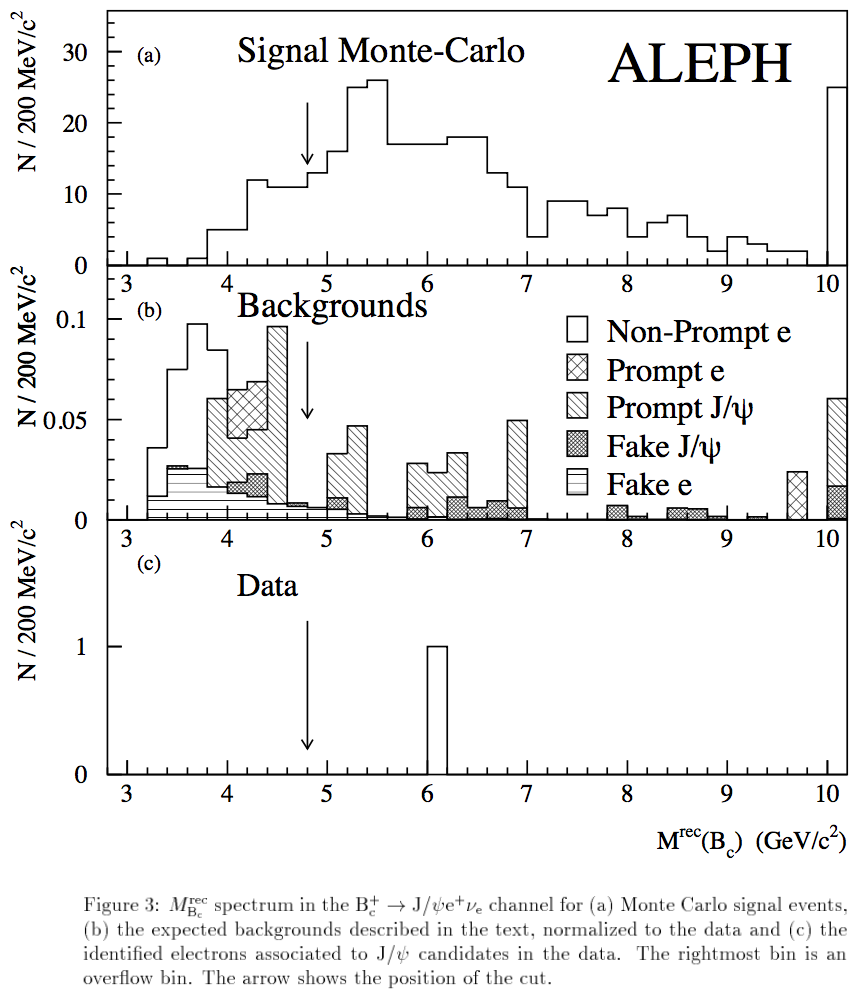 (a) Signal Monte-Carlo ALEPH
N / 200 MeV/c²
30
20
10
0
3 4 5 6 7 8 9 10
(b) Backgrounds
N / 200 MeV/c²
0.1
0.05
0
Non-Prompt e
Prompt e
Prompt J/ψ
Fake J/ψ
Fake e
3 4 5 6 7 8 9 10
(c)
Data
N / 200 MeV/c²
1
0
3 4 5 6 7 8 9 10
M^rec(B_c) (GeV/c²)
Figure 3: M^rec_{B_c} spectrum in the B_c^+ → J/ψe^+ν_e channel for (a) Monte Carlo signal events,
(b) the expected backgrounds described in the text, normalized to the data and (c) the
identified electrons associated to J/ψ candidates in the data. The rightmost bin is an
overflow bin. The arrow shows the position of the cut.